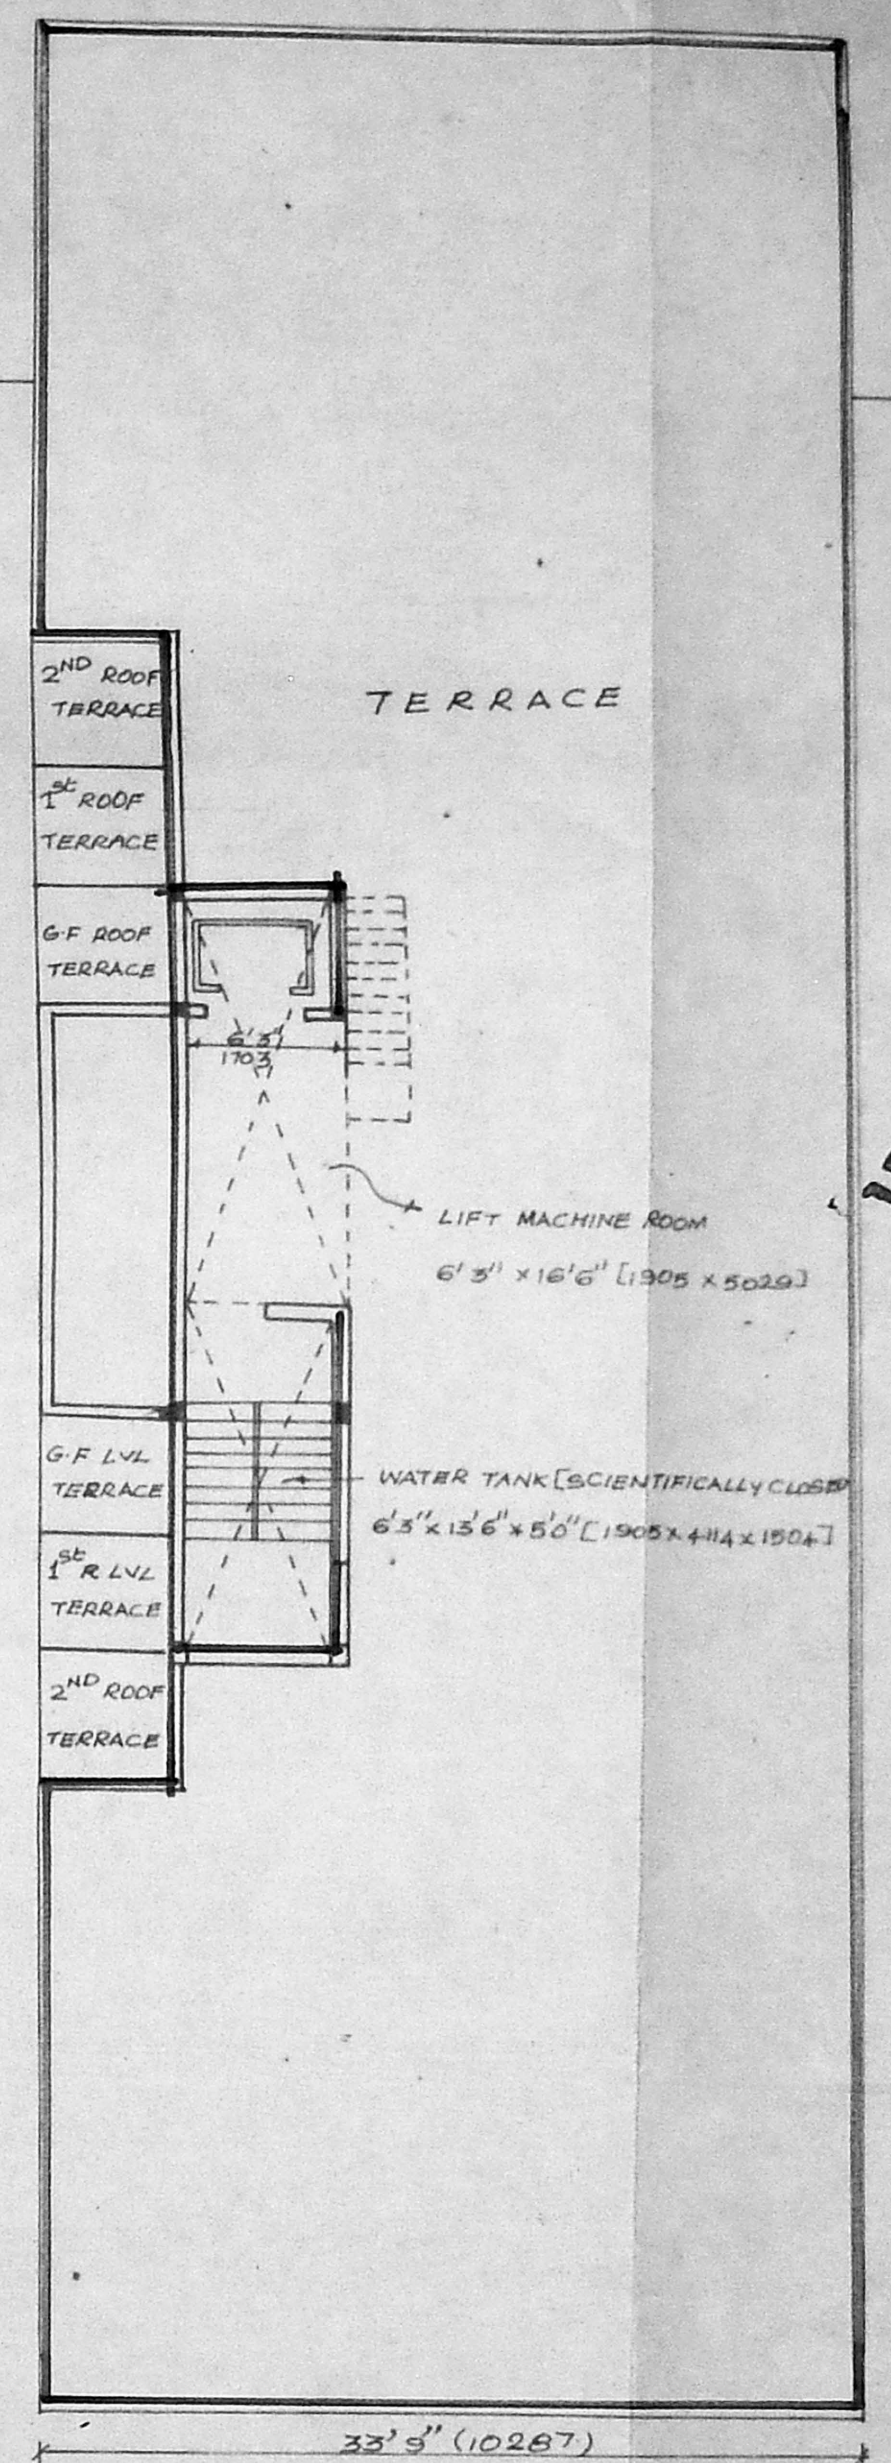 2ND ROOF
TERRACE
TERRACE
1st ROOF
TERRACE
G.F ROOF
TERRACE
6'3"
1703
LIFT MACHINE ROOM
6'3" x 16'6" [1905 x 5029]
G.F LVL
TERRACE
WATER TANK [SCIENTIFICALLY CLOSED
6'3" x 13'6" x 5'0" [1905 x 4114 x 1504]
1st R LVL
TERRACE
2ND ROOF
TERRACE
33'9" (10287)